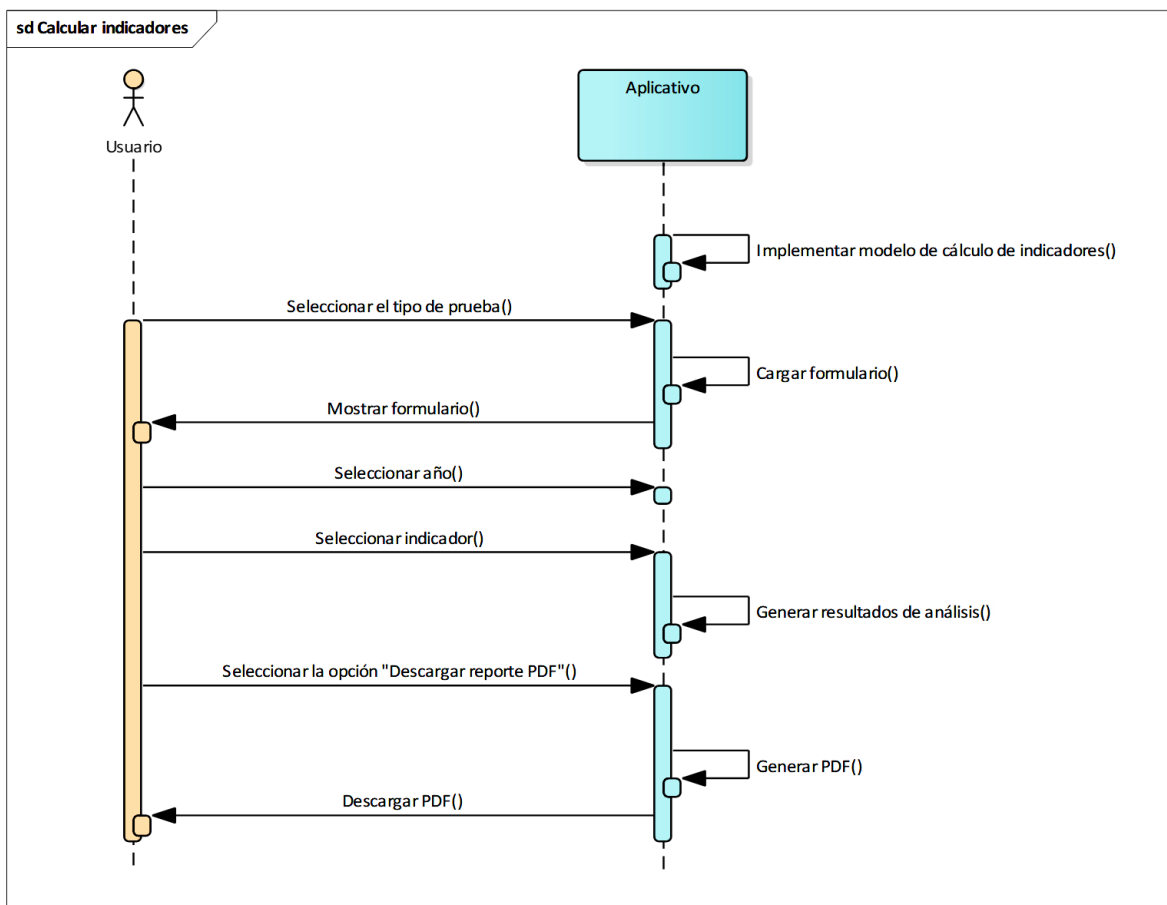 sd Calcular indicadores
Usuario
Aplicativo
Implementar modelo de cálculo de indicadores()
Seleccionar el tipo de prueba()
Cargar formulario()
Mostrar formulario()
Seleccionar año()
Seleccionar indicador()
Generar resultados de análisis()
Seleccionar la opción "Descargar reporte PDF"()
Generar PDF()
Descargar PDF()